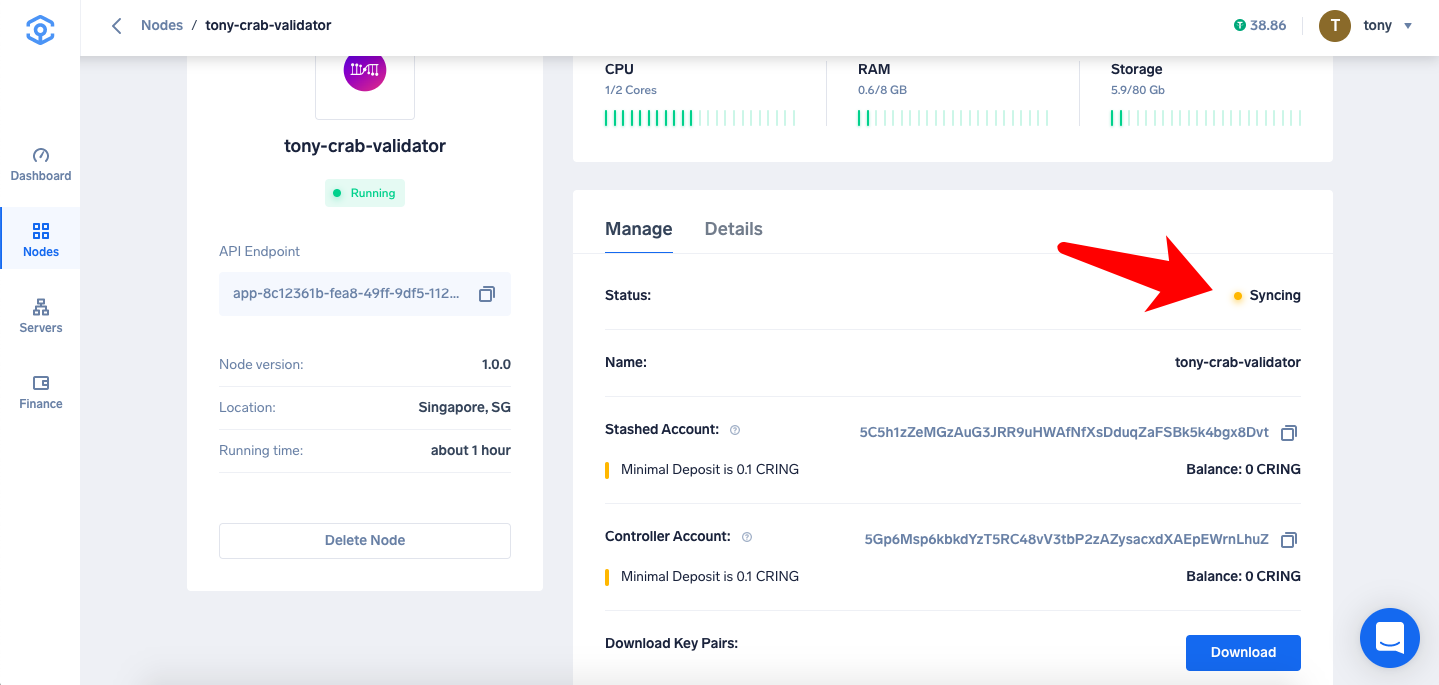 Nodes / tony-crab-validator
38.86
T
tony
Dashboard
Nodes
Servers
Finance
tony-crab-validator
Running
API Endpoint
app-8c12361b-fea8-49ff-9df5-112...
Node version: 1.0.0
Location: Singapore, SG
Running time: about 1 hour
Delete Node
CPU
1/2 Cores
RAM
0.6/8 GB
Storage
5.9/80 Gb
Manage Details
Status: Syncing
Name: tony-crab-validator
Stashed Account: 5C5h1zZeMGzAuG3JRR9uHWAfNfXsDduqZaFSBk5k4bgx8Dvt
Minimal Deposit is 0.1 CRING Balance: 0 CRING
Controller Account: 5Gp6Msp6kbkdYzT5RC48vV3tbP2zAZysacxdXAEpEWrnLhuZ
Minimal Deposit is 0.1 CRING Balance: 0 CRING
Download Key Pairs: Download